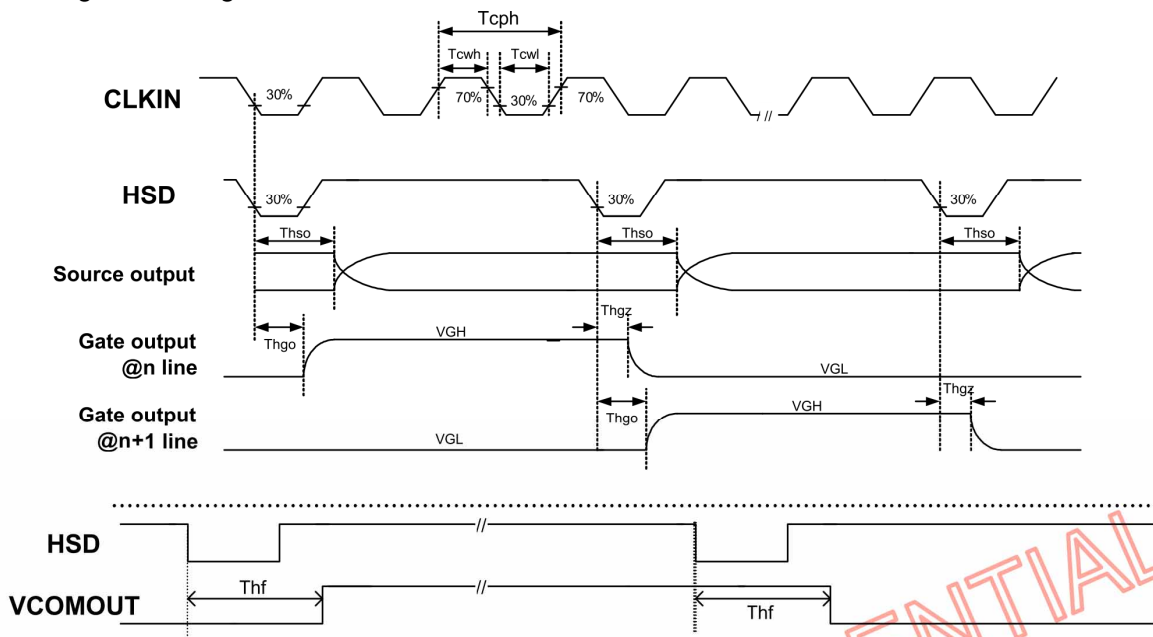 Tcph
Tcwh Tcwl
CLKIN 30% 70% 30% 70%
//
HSD 30% 30% 30%
Thso Thso Thso
Source output
Thgz
Gate output @n line
Thgo VGH VGL
Thgz
Gate output @n+1 line
VGL Thgo VGH
HSD // 
Thf
VCOMOUT // Thf
NTIAL